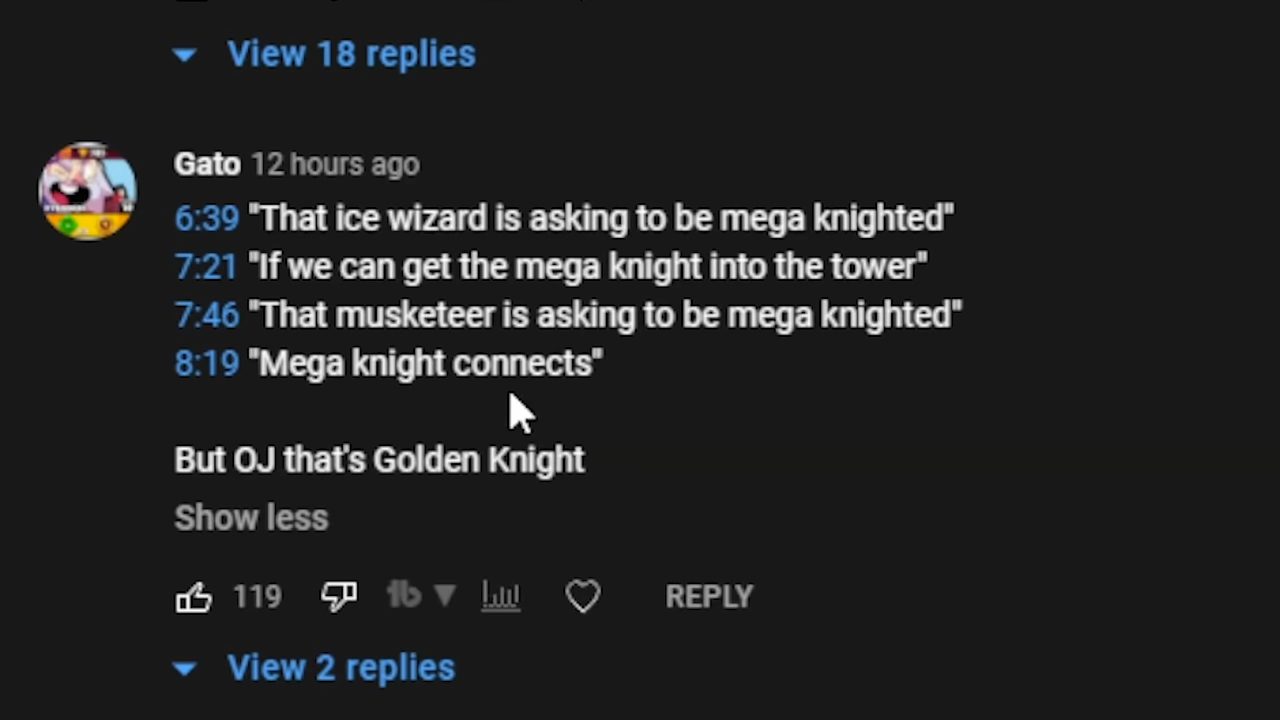 View 18 replies
Gato 12 hours ago
6:39 "That ice wizard is asking to be mega knighted"
7:21 "If we can get the mega knight into the tower"
7:46 "That musketeer is asking to be mega knighted"
8:19 "Mega knight connects"
But OJ that's Golden Knight
Show less
119 tb REPLY
View 2 replies